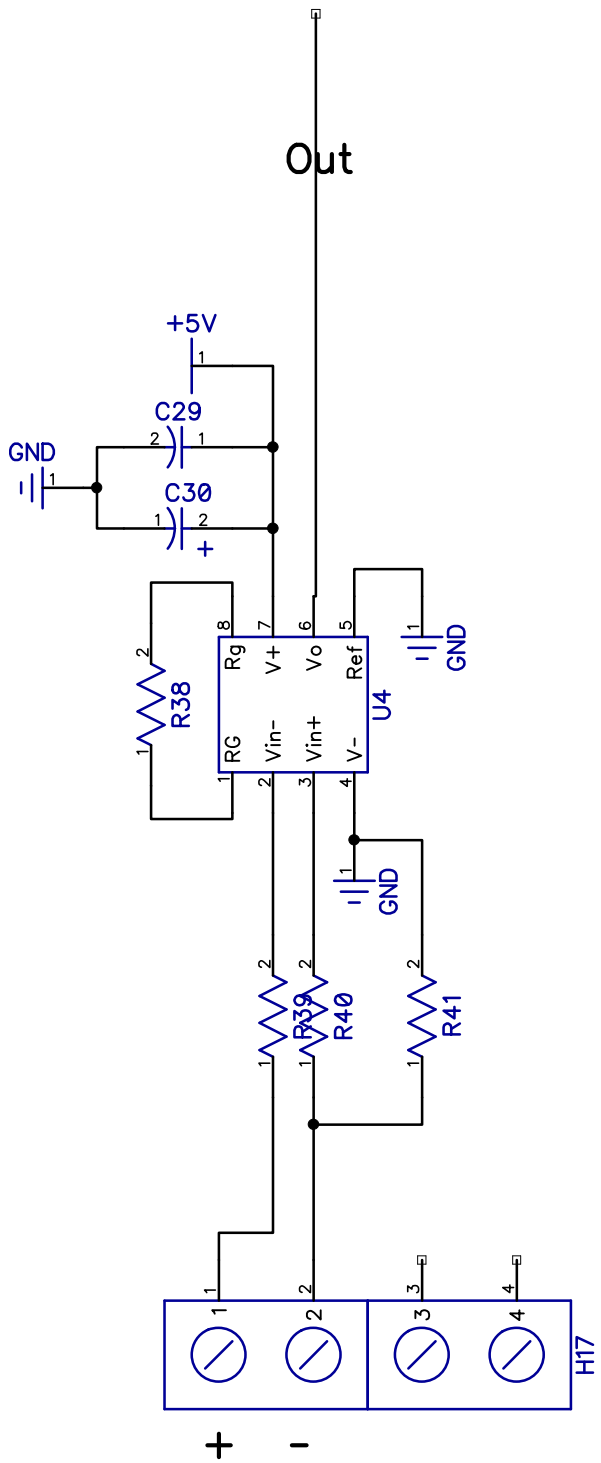 Out
+5V
1
C29
2 1
GND
1
C30
1 2
+
8 7 6 5
Rg V+ Vo Ref
1
GND
2
R38
1
U4
RG Vin- Vin+ V-
1 2 3 4
1
GND
2 2 2
R39 R40 R41
1 1 1
1 2 3 4
1 2 3 4
H17
+ -